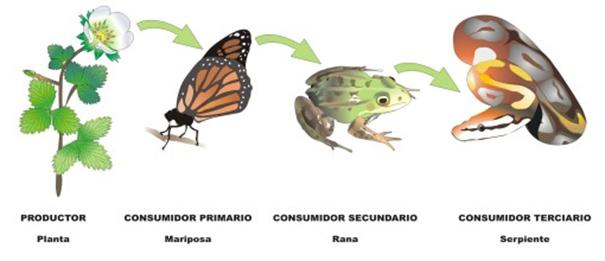 PRODUCTOR CONSUMIDOR PRIMARIO CONSUMIDOR SECUNDARIO CONSUMIDOR TERCIARIO
Planta Mariposa Rana Serpiente